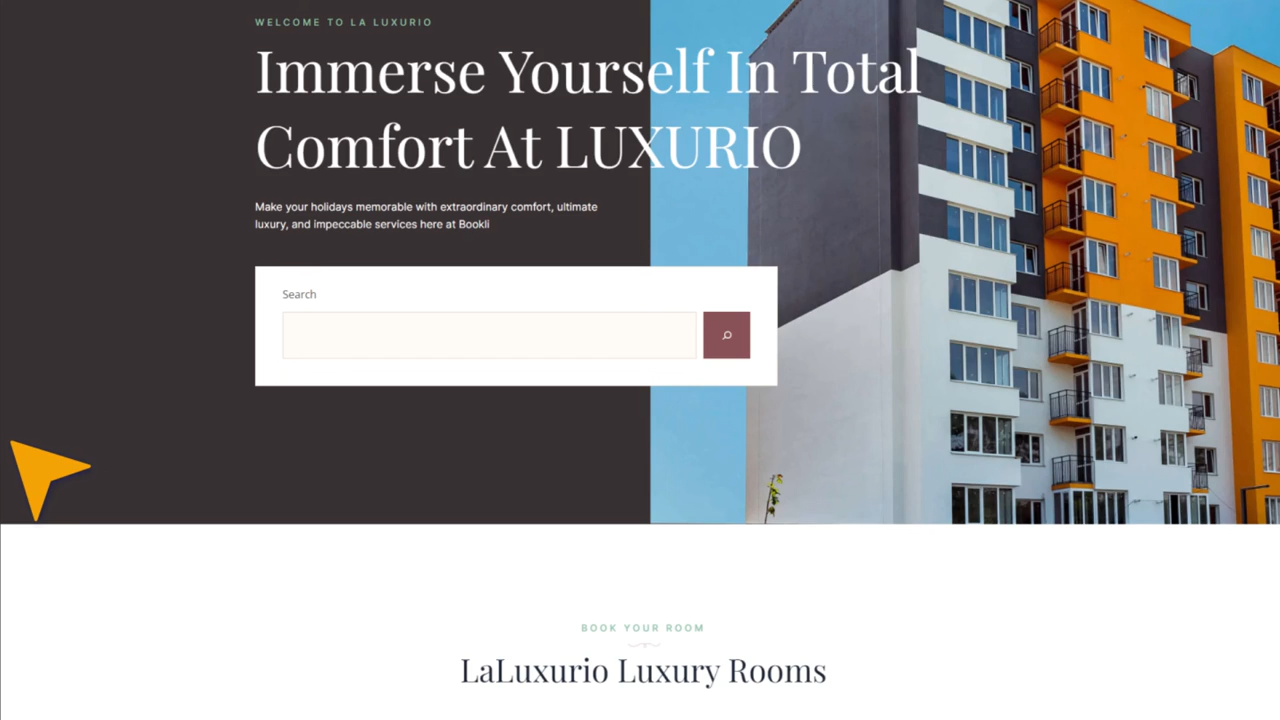 WELCOME TO LA LUXURIO
Immerse Yourself In Total
Comfort At LUXURIO
Make your holidays memorable with extraordinary comfort, ultimate
luxury, and impeccable services here at Bookli
Search
BOOK YOUR ROOM
LaLuxurio Luxury Rooms